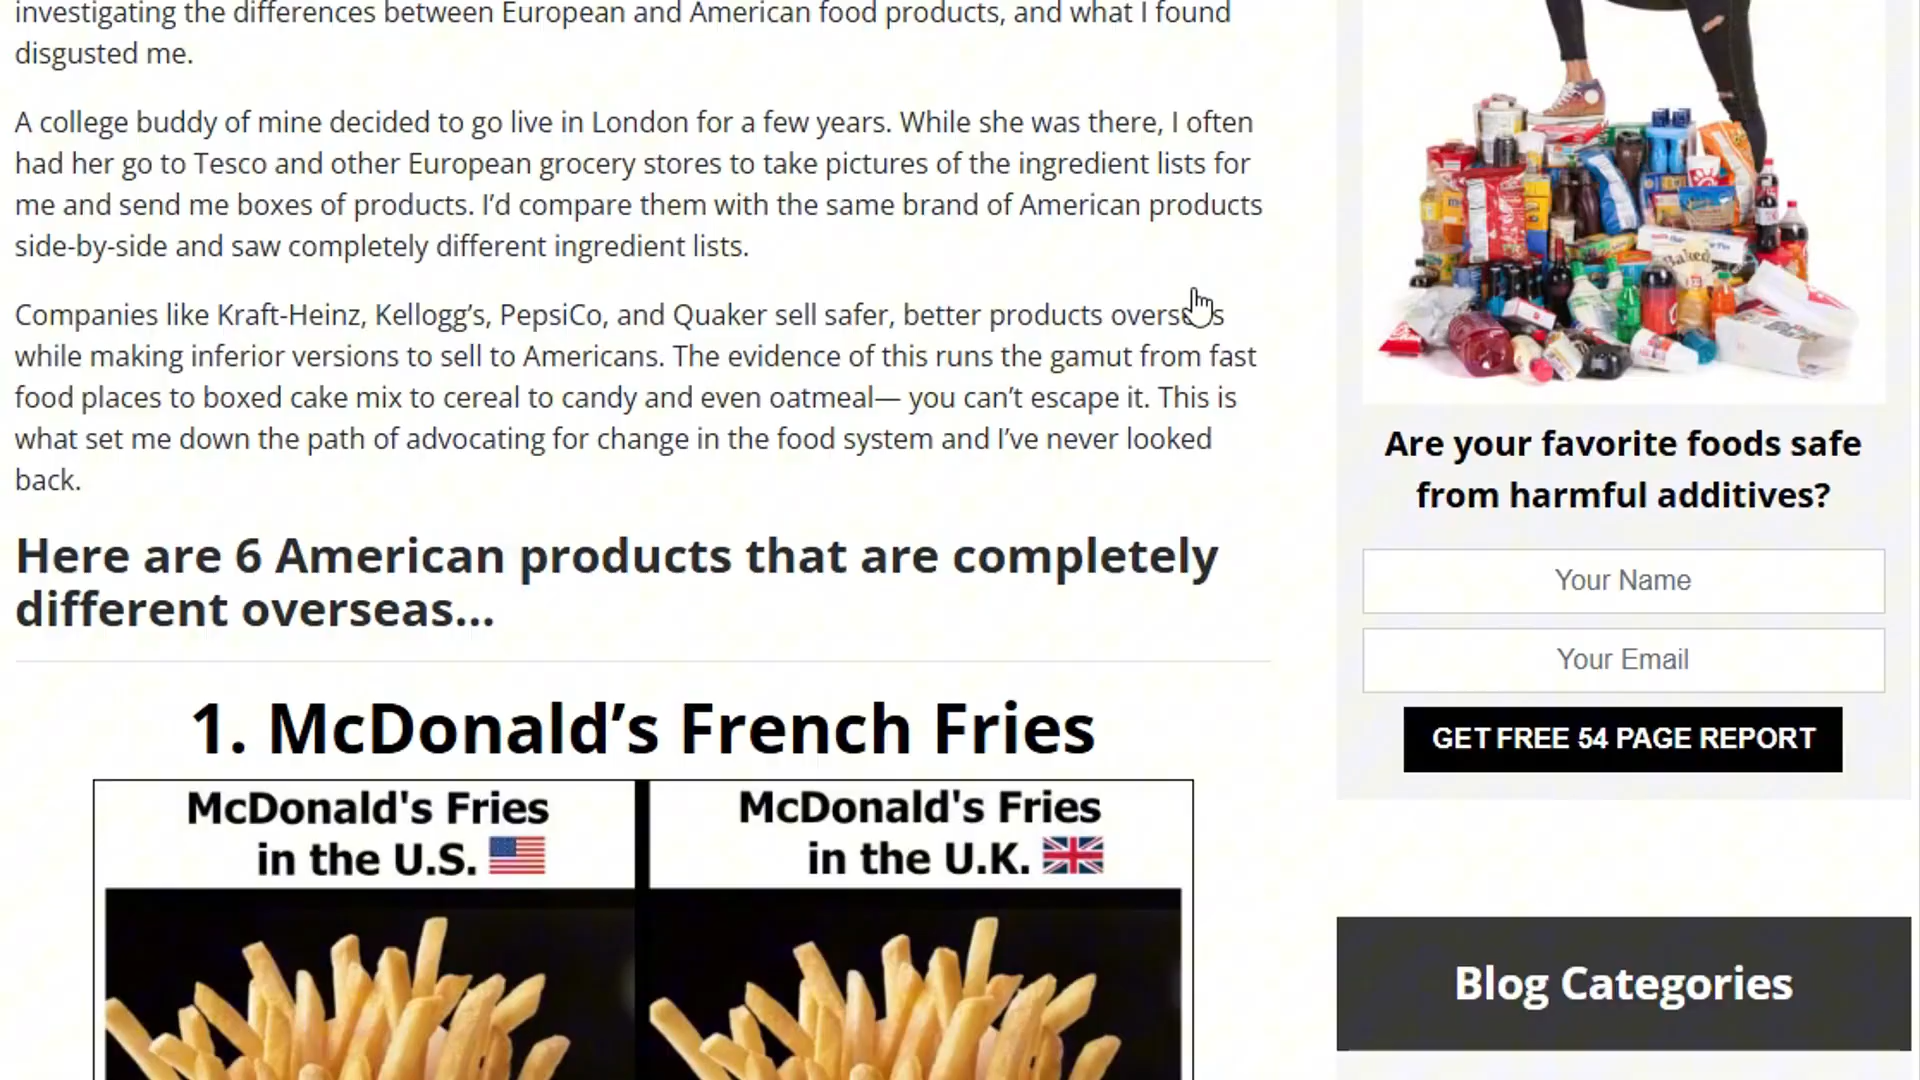 investigating the differences between European and American food products, and what I found
disgusted me.
A college buddy of mine decided to go live in London for a few years. While she was there, I often
had her go to Tesco and other European grocery stores to take pictures of the ingredient lists for
me and send me boxes of products. I’d compare them with the same brand of American products
side-by-side and saw completely different ingredient lists.
Companies like Kraft-Heinz, Kellogg’s, PepsiCo, and Quaker sell safer, better products overseas
while making inferior versions to sell to Americans. The evidence of this runs the gamut from fast
food places to boxed cake mix to cereal to candy and even oatmeal— you can’t escape it. This is
what set me down the path of advocating for change in the food system and I’ve never looked
back.
Here are 6 American products that are completely
different overseas…
1. McDonald’s French Fries
McDonald's Fries
in the U.S.
McDonald's Fries
in the U.K.
Baked
Are your favorite foods safe
from harmful additives?
Your Name
Your Email
GET FREE 54 PAGE REPORT
Blog Categories